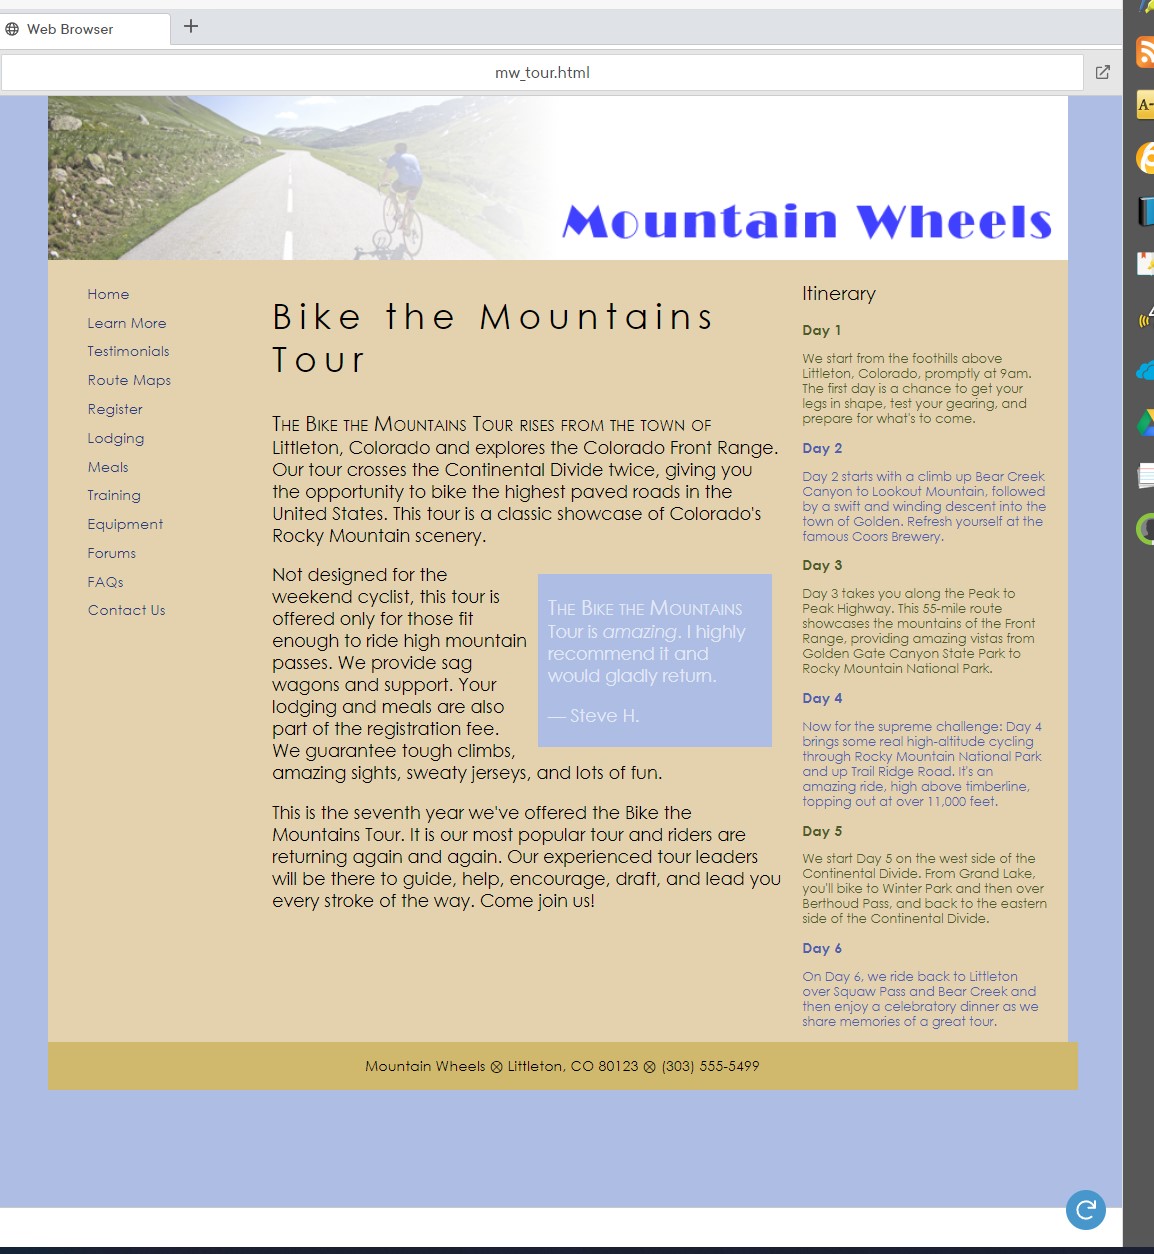 Web Browser
mw_tour.html
Mountain Wheels
Home
Learn More
Testimonials
Route Maps
Register
Lodging
Meals
Training
Equipment
Forums
FAQs
Contact Us
Bike the Mountains
Tour
The Bike the Mountains Tour rises from the town of
Littleton, Colorado and explores the Colorado Front Range.
Our tour crosses the Continental Divide twice, giving you
the opportunity to bike the highest paved roads in the
United States. This tour is a classic showcase of Colorado's
Rocky Mountain scenery.
Not designed for the
weekend cyclist, this tour is
offered only for those fit
enough to ride high mountain
passes. We provide sag
wagons and support. Your
lodging and meals are also
part of the registration fee.
We guarantee tough climbs,
amazing sights, sweaty jerseys, and lots of fun.
The Bike the Mountains
Tour is amazing. I highly
recommend it and
would gladly return.
— Steve H.
This is the seventh year we've offered the Bike the
Mountains Tour. It is our most popular tour and riders are
returning again and again. Our experienced tour leaders
will be there to guide, help, encourage, draft, and lead you
every stroke of the way. Come join us!
Itinerary
Day 1
We start from the foothills above
Littleton, Colorado, promptly at 9am.
The first day is a chance to get your
legs in shape, test your gearing, and
prepare for what's to come.
Day 2
Day 2 starts with a climb up Bear Creek
Canyon to Lookout Mountain, followed
by a swift and winding descent into the
town of Golden. Refresh yourself at the
famous Coors Brewery.
Day 3
Day 3 takes you along the Peak to
Peak Highway. This 55-mile route
showcases the mountains of the Front
Range, providing amazing vistas from
Golden Gate Canyon State Park to
Rocky Mountain National Park.
Day 4
Now for the supreme challenge: Day 4
brings some real high-altitude cycling
through Rocky Mountain National Park
and up Trail Ridge Road. It's an
amazing ride, high above timberline,
topping out at over 11,000 feet.
Day 5
We start Day 5 on the west side of the
Continental Divide. From Grand Lake,
you'll bike to Winter Park and then over
Berthoud Pass, and back to the eastern
side of the Continental Divide.
Day 6
On Day 6, we ride back to Littleton
over Squaw Pass and Bear Creek and
then enjoy a celebratory dinner as we
share memories of a great tour.
Mountain Wheels ⊗ Littleton, CO 80123 ⊗ (303) 555-5499